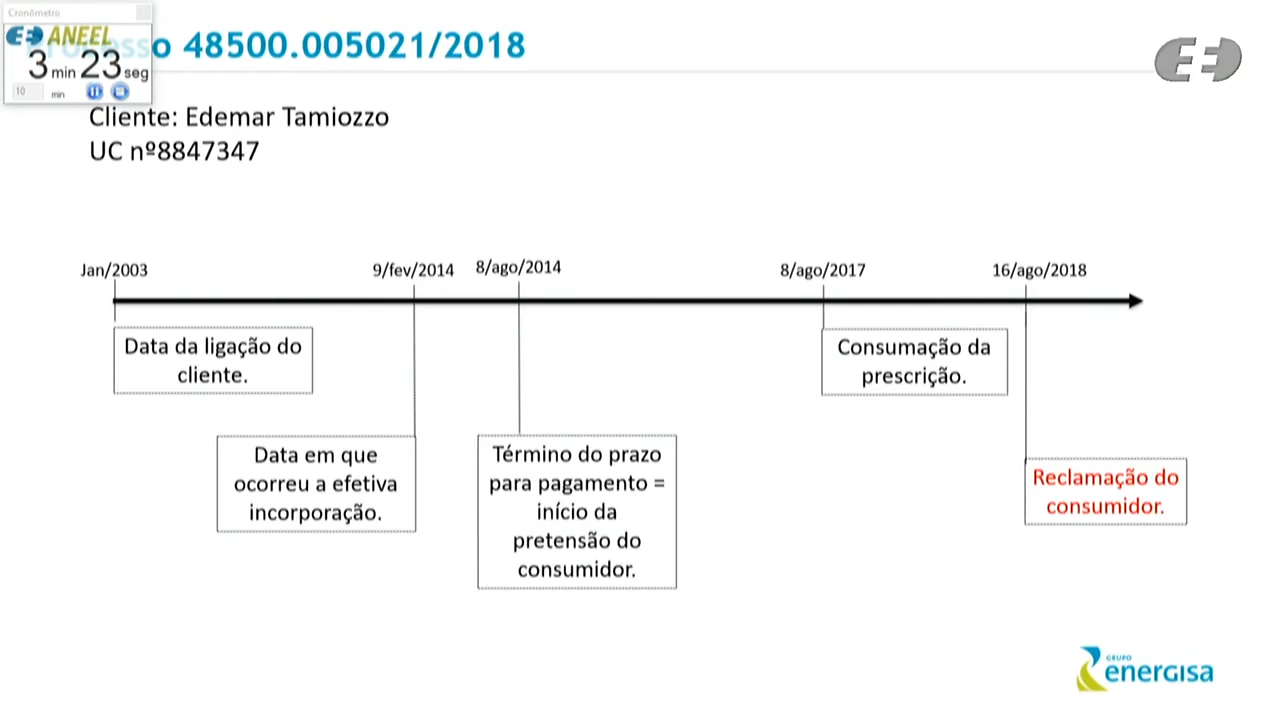 Cronômetro
ANEEL
3 min 23 seg
10 min
so 48500.005021/2018
Cliente: Edemar Tamiozzo
UC nº8847347
Jan/2003
9/fev/2014
8/ago/2014
8/ago/2017
16/ago/2018
Data da ligação do
cliente.
Data em que
ocorreu a efetiva
incorporação.
Término do prazo
para pagamento =
início da
pretensão do
consumidor.
Consumação da
prescrição.
Reclamação do
consumidor.
GRUPO
energisa